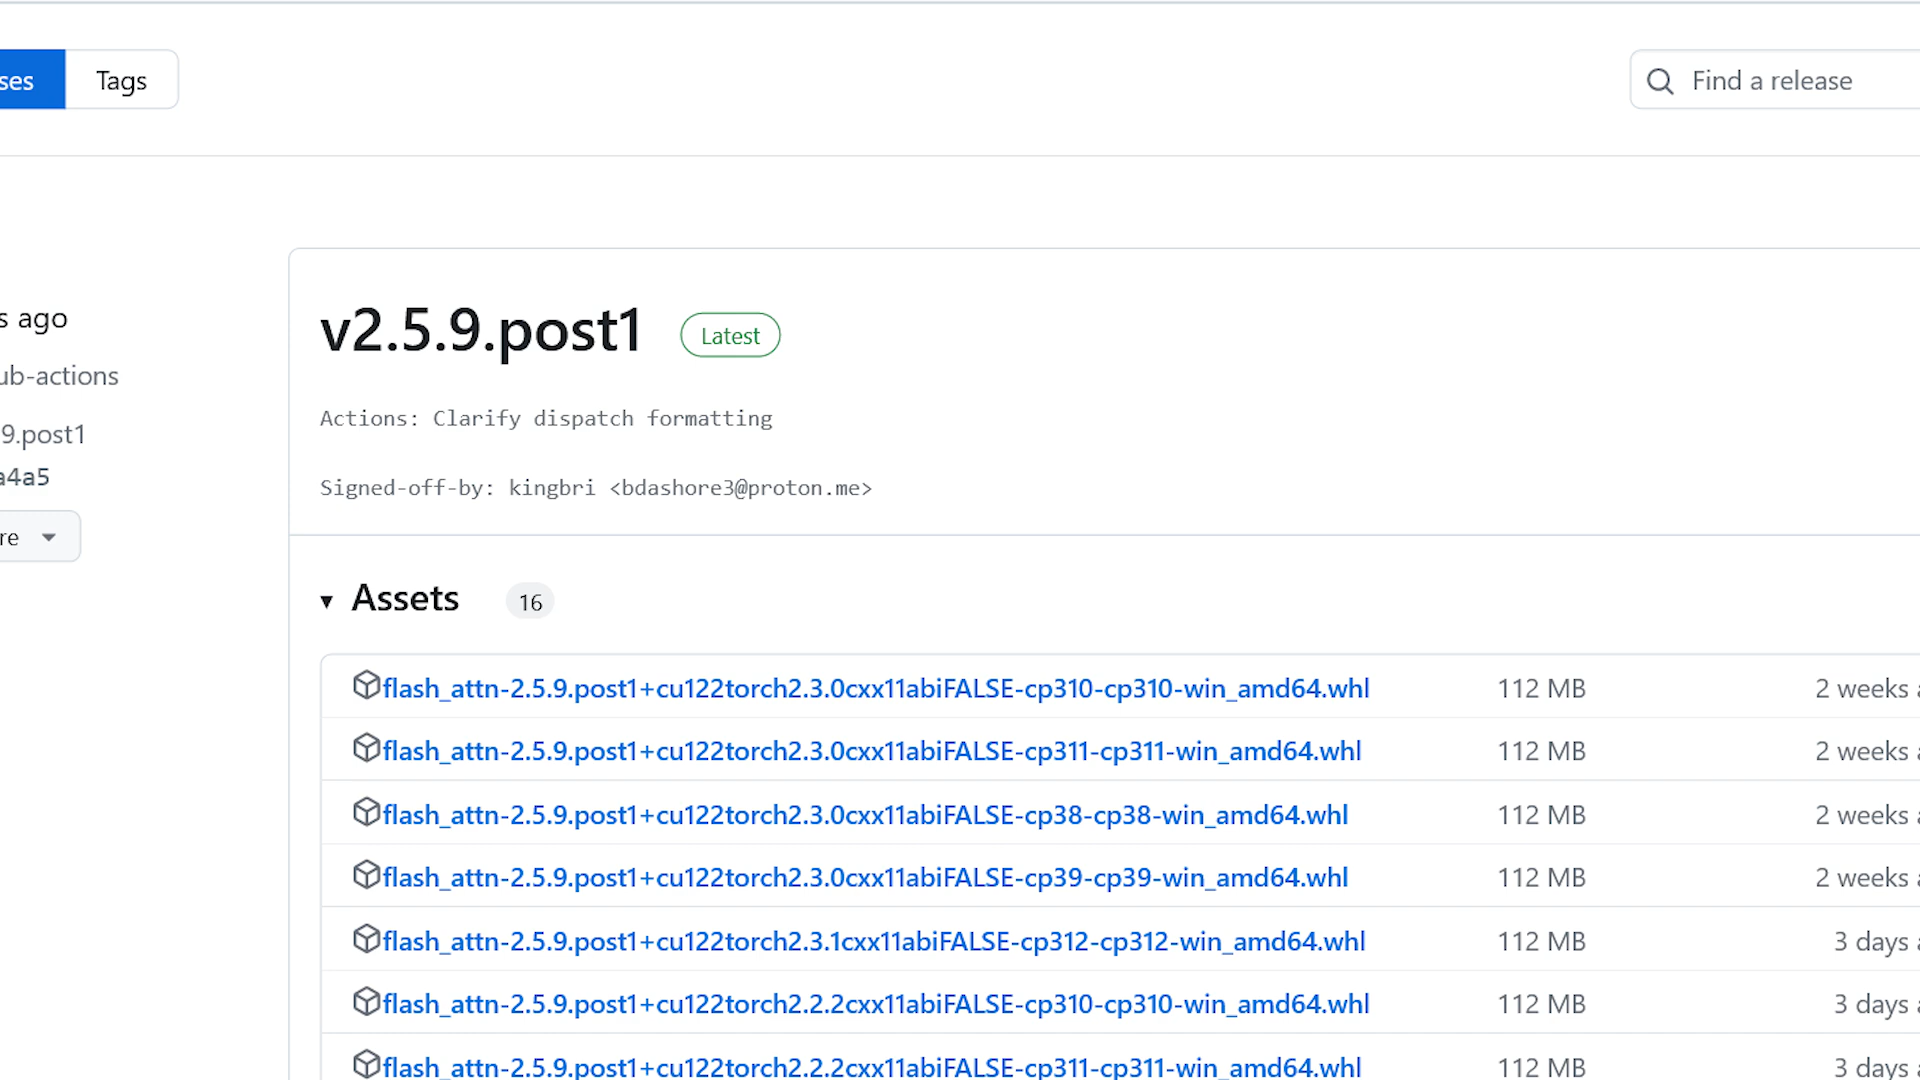 ses Tags Find a release
s ago
ub-actions
9.post1
a4a5
re
v2.5.9.post1 Latest
Actions: Clarify dispatch formatting
Signed-off-by: kingbri <bdashore3@proton.me>
Assets 16
flash_attn-2.5.9.post1+cu122torch2.3.0cxx11abiFALSE-cp310-cp310-win_amd64.whl 112 MB 2 weeks a
flash_attn-2.5.9.post1+cu122torch2.3.0cxx11abiFALSE-cp311-cp311-win_amd64.whl 112 MB 2 weeks a
flash_attn-2.5.9.post1+cu122torch2.3.0cxx11abiFALSE-cp38-cp38-win_amd64.whl 112 MB 2 weeks a
flash_attn-2.5.9.post1+cu122torch2.3.0cxx11abiFALSE-cp39-cp39-win_amd64.whl 112 MB 2 weeks a
flash_attn-2.5.9.post1+cu122torch2.3.1cxx11abiFALSE-cp312-cp312-win_amd64.whl 112 MB 3 days a
flash_attn-2.5.9.post1+cu122torch2.2.2cxx11abiFALSE-cp310-cp310-win_amd64.whl 112 MB 3 days a
flash_attn-2.5.9.post1+cu122torch2.2.2cxx11abiFALSE-cp311-cp311-win_amd64.whl 112 MB 3 days a